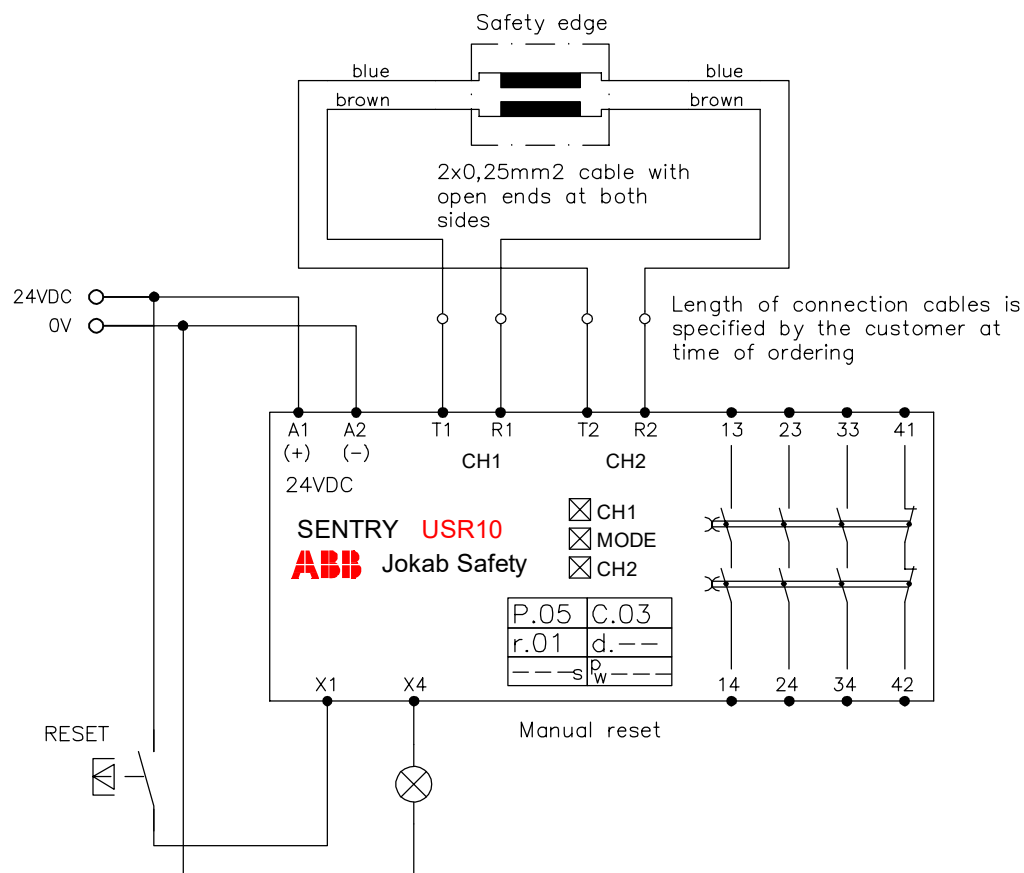 Safety edge
blue
blue
brown
brown
2x0,25mm2 cable with
open ends at both
sides
24VDC
0V
Length of connection cables is
specified by the customer at
time of ordering
A1 A2 T1 R1 T2 R2 13 23 33 41
(+) (-)
CH1 CH2
24VDC
SENTRY USR10
ABB Jokab Safety
CH1
MODE
CH2
P.05 C.03
r.01 d.--
---s Pw----
X1 X4 14 24 34 42
Manual reset
RESET